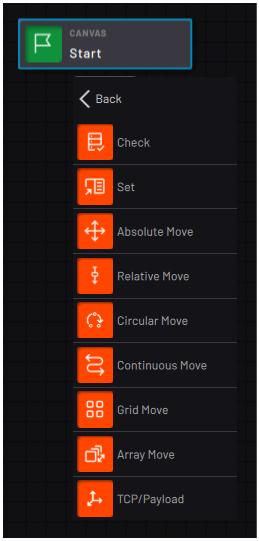 CANVAS
Start
Back
Check
Set
Absolute Move
Relative Move
Circular Move
Continuous Move
Grid Move
Array Move
TCP/Payload